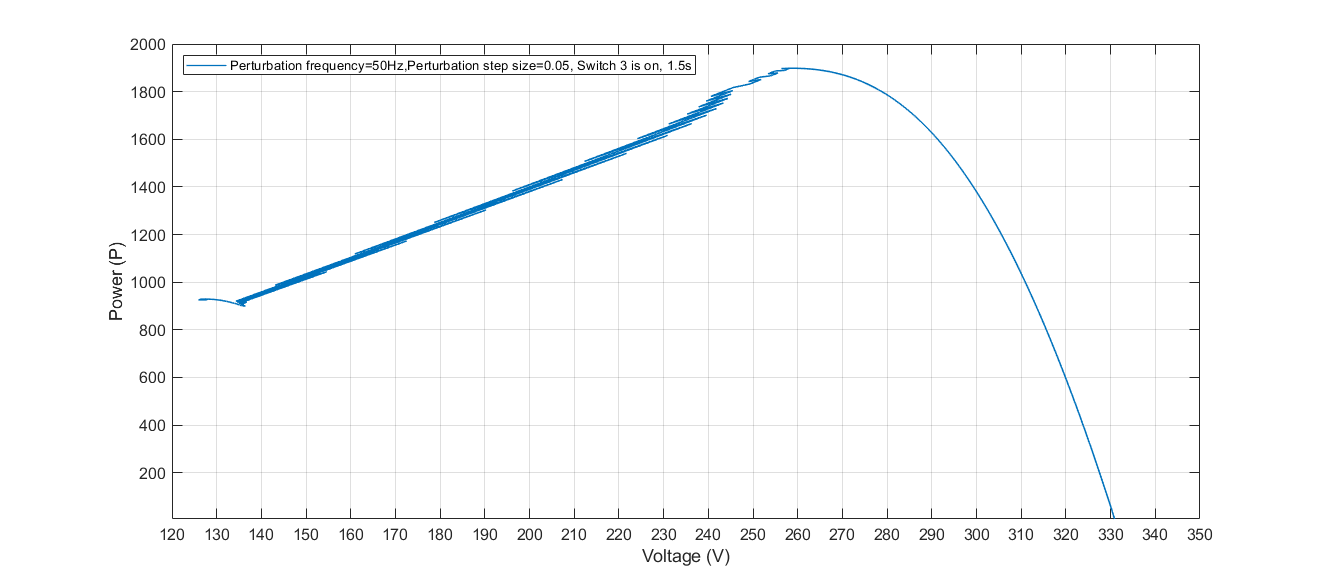 Perturbation frequency=50Hz,Perturbation step size=0.05, Switch 3 is on, 1.5s
2000
1800
1600
1400
1200
1000
800
600
400
200
Power (P)
120 130 140 150 160 170 180 190 200 210 220 230 240 250 260 270 280 290 300 310 320 330 340 350
Voltage (V)